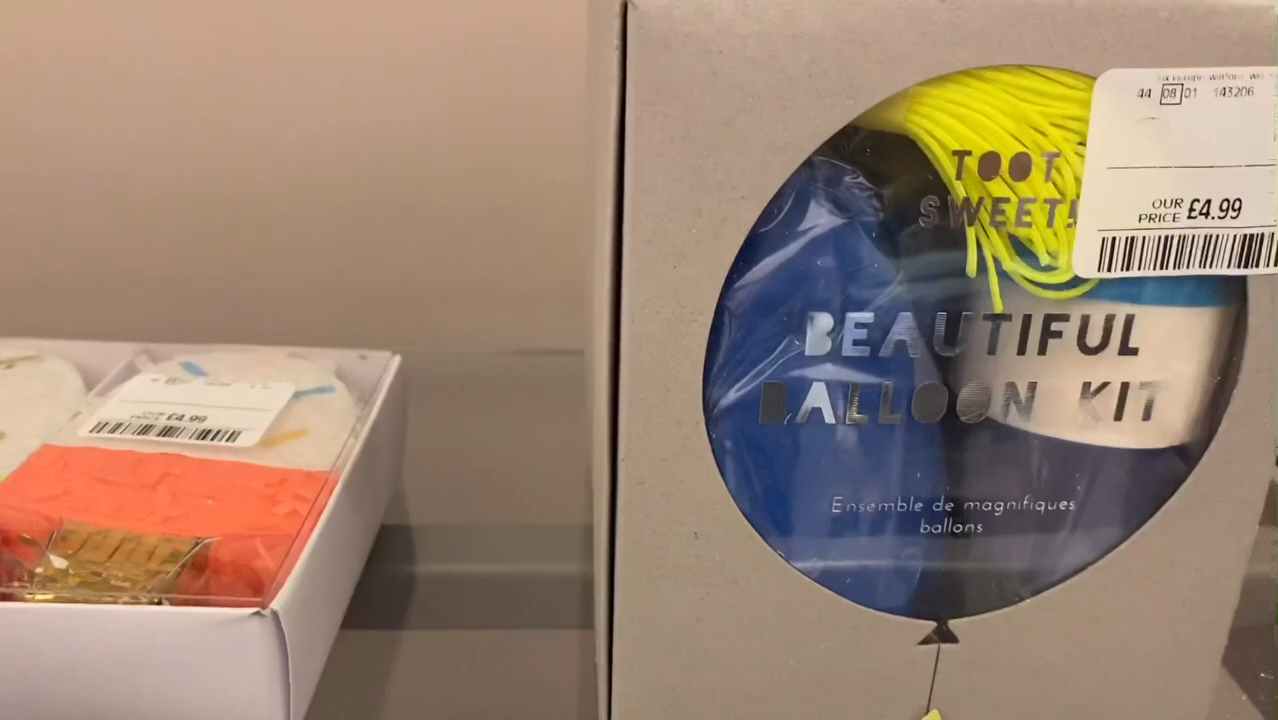 44 08 01 143206
OUR
PRICE £4.99
TOOT
SWEET!
BEAUTIFUL
BALLOON KIT
Ensemble de magnifiques
ballons
£4.99